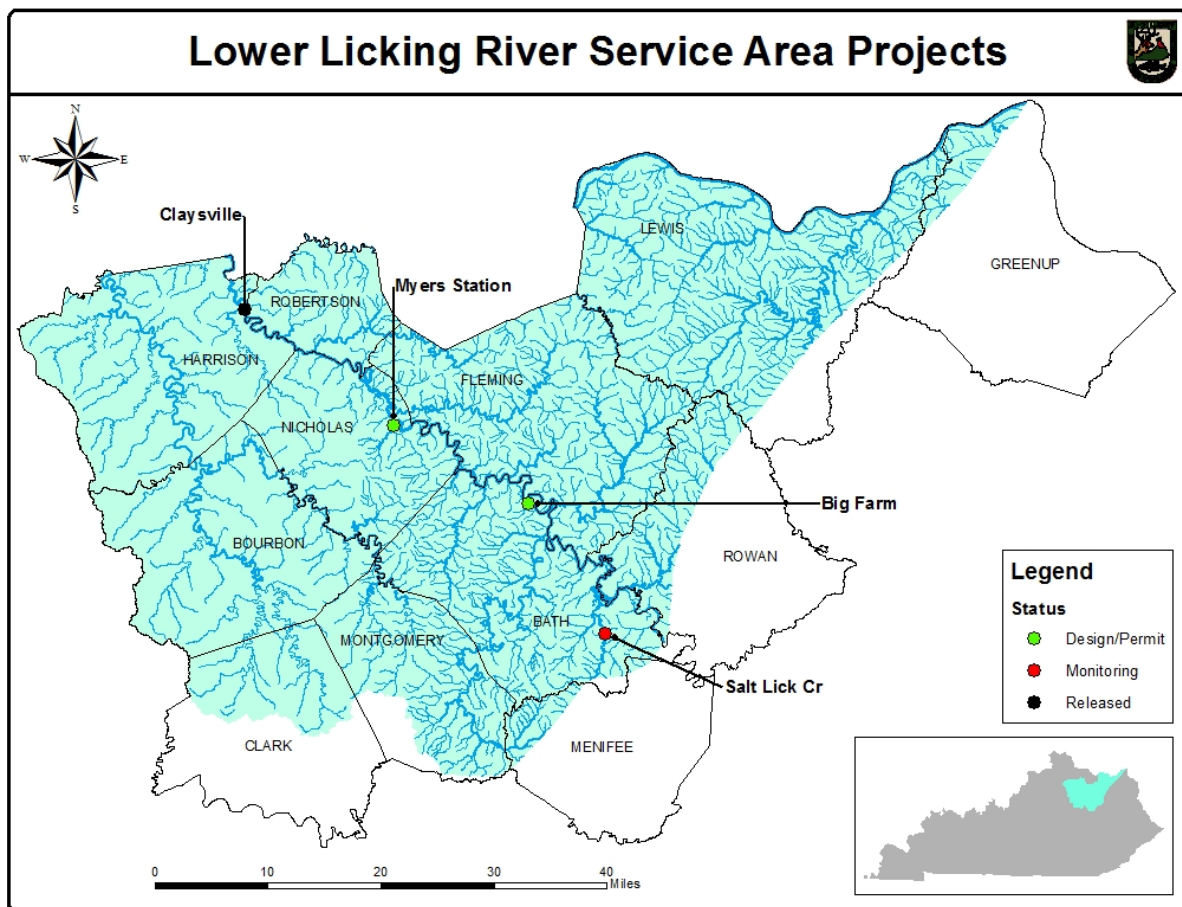 Lower Licking River Service Area Projects
N
W
E
S
Claysville
Myers Station
LEWIS
GREENUP
ROBERTSON
HARRISON
FLEMING
NICHOLAS
Big Farm
BOURBON
ROWAN
BATH
MONTGOMERY
Salt Lick Cr
CLARK
MENIFEE
Legend
Status
Design/Permit
Monitoring
Released
0 10 20 30 40
Miles